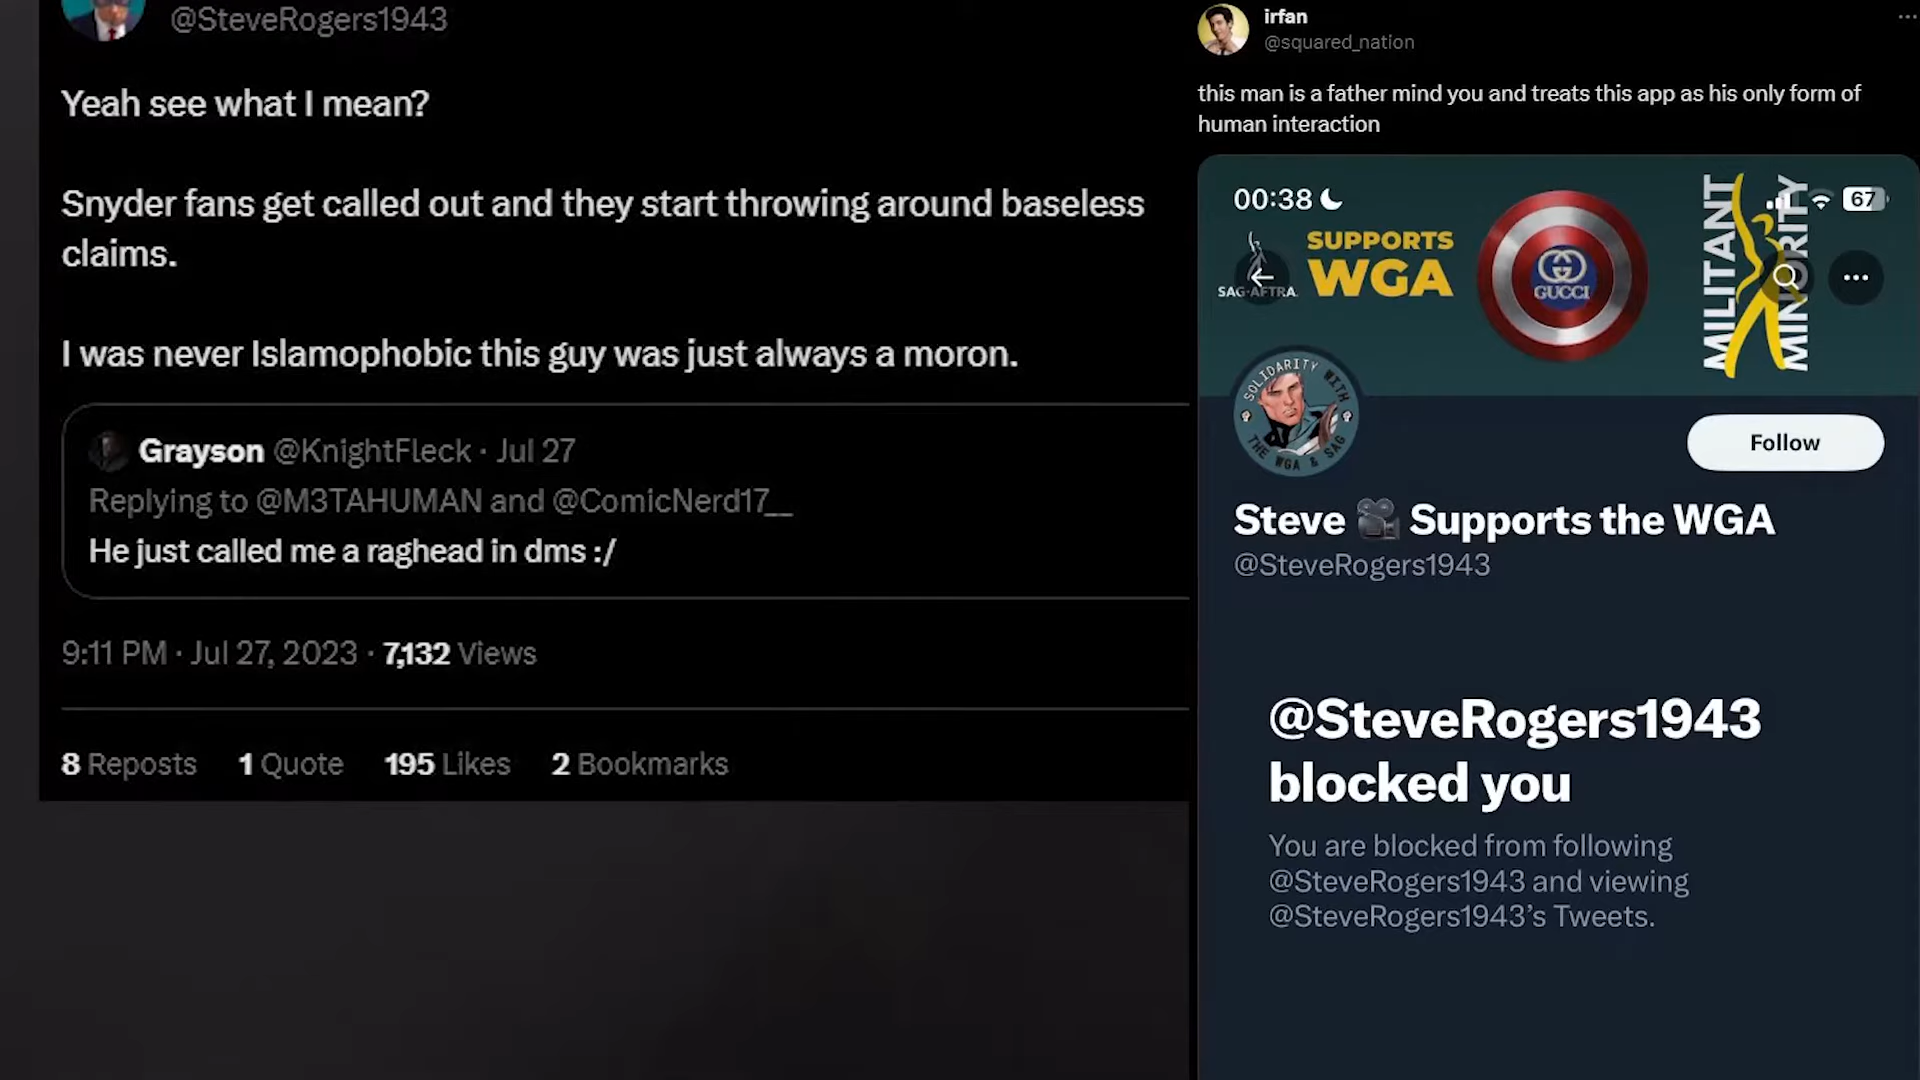 @SteveRogers1943
Yeah see what I mean?
Snyder fans get called out and they start throwing around baseless
claims.
I was never Islamophobic this guy was just always a moron.
Grayson @KnightFleck · Jul 27
Replying to @M3TAHUMAN and @ComicNerd17__
He just called me a raghead in dms :/
9:11 PM · Jul 27, 2023 · 7,132 Views
8 Reposts 1 Quote 195 Likes 2 Bookmarks
irfan
@squared_nation
this man is a father mind you and treats this app as his only form of
human interaction
00:38
67
SAG-AFTRA.
SUPPORTS
WGA
GUCCI
MILITANT
MINORITY
SOLIDARITY WITH
THE WGA & SAG
Follow
Steve 🎥 Supports the WGA
@SteveRogers1943
@SteveRogers1943
blocked you
You are blocked from following
@SteveRogers1943 and viewing
@SteveRogers1943’s Tweets.